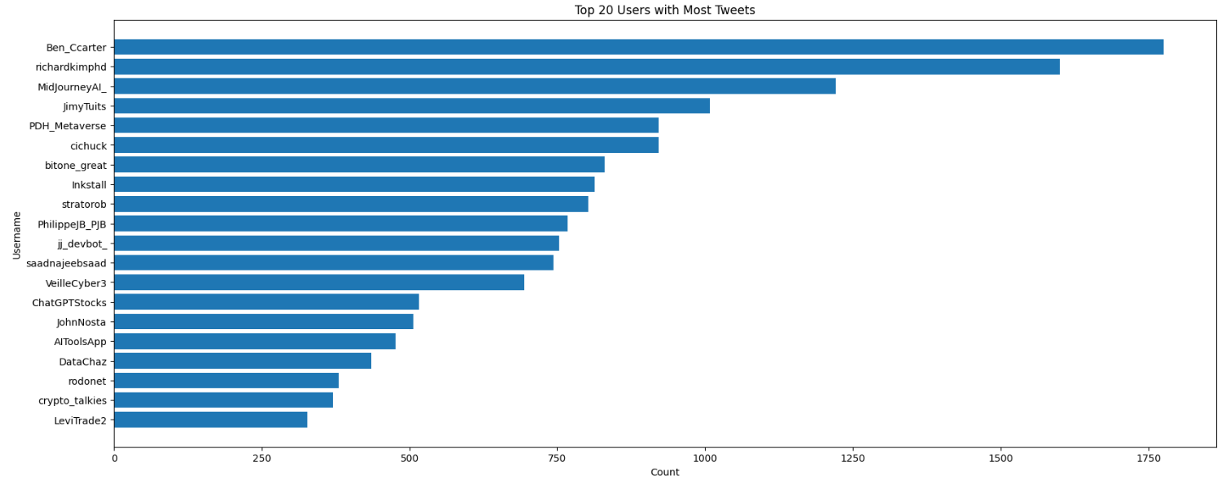 Top 20 Users with Most Tweets
Username
Ben_Ccarter
richardkimphd
MidJourneyAI_
JimyTuits
PDH_Metaverse
cichuck
bitone_great
Inkstall
stratorob
PhilippeJB_PJB
jj_devbot_
saadnajeebsaad
VeilleCyber3
ChatGPTStocks
JohnNosta
AIToolsApp
DataChaz
rodonet
crypto_talkies
LeviTrade2
0 250 500 750 1000 1250 1500 1750
Count